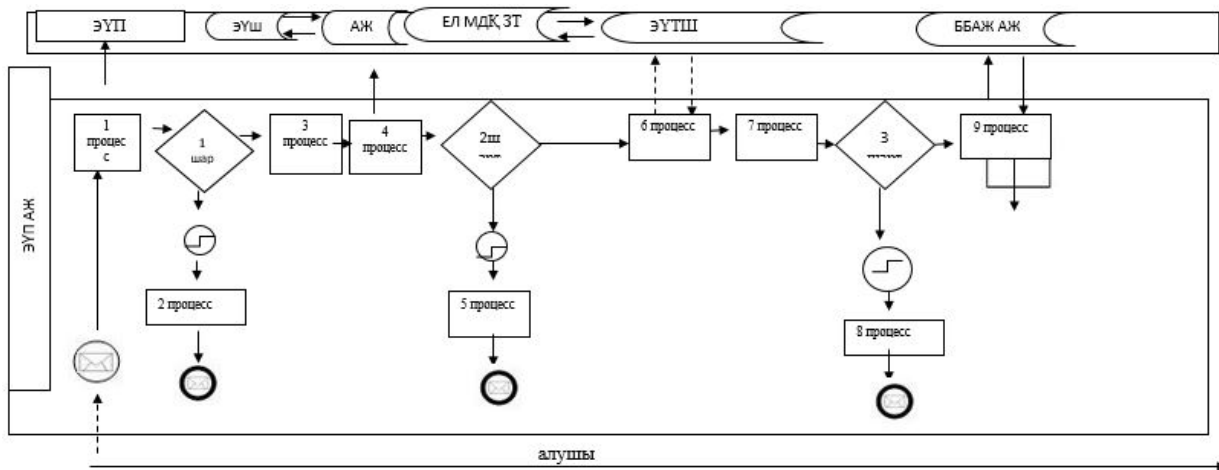 ЭҮП
ЭҮШ
АЖ
ЕЛ МДҚ ЗТ
ЭҮТШ
ББАЖ АЖ
ЭҮП АЖ
1
процес
с
1
шар
3
процесс
4
процесс
2ш
6 процесс
7 процесс
3
9 процесс
2 процесс
5 процесс
8 процесс
алушы